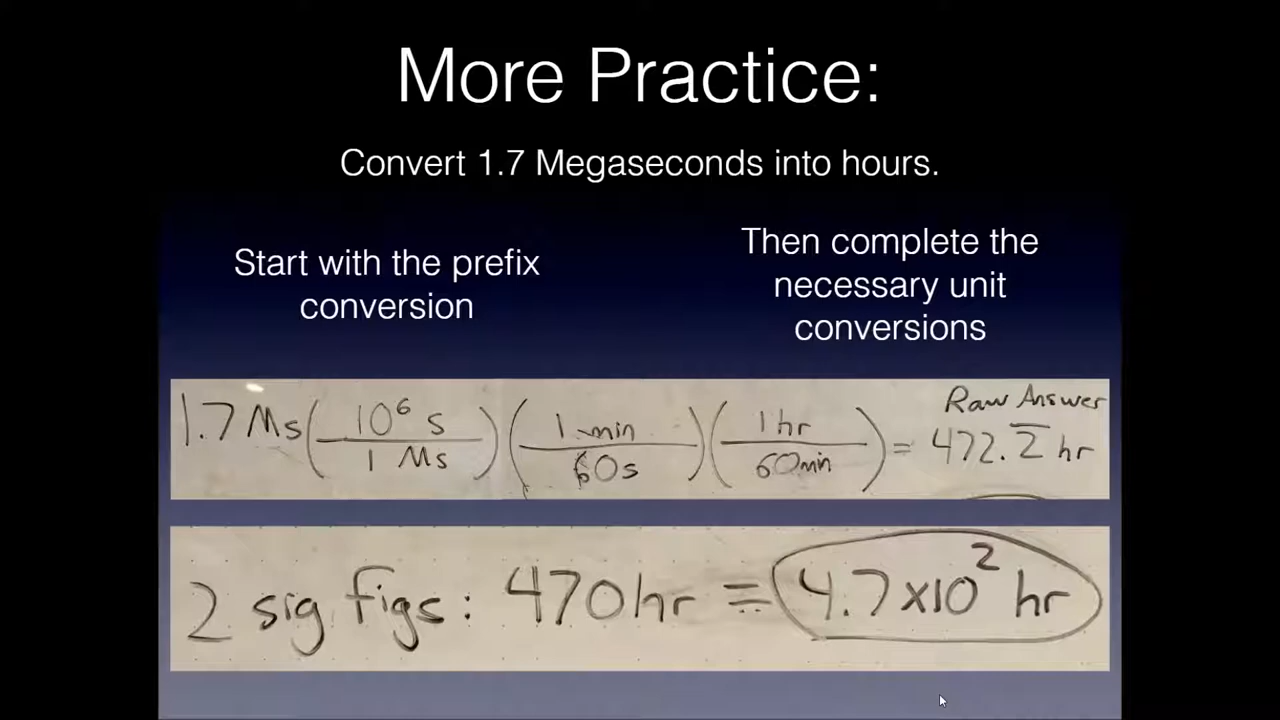 More Practice:
Convert 1.7 Megaseconds into hours.
Start with the prefix
conversion
Then complete the
necessary unit
conversions
Raw Answer
1.7 Ms(10⁶ s / 1 Ms)(1 min / 60s)(1 hr / 60min) = 472.2̅ hr
2 sig figs: 470hr = 4.7x10² hr